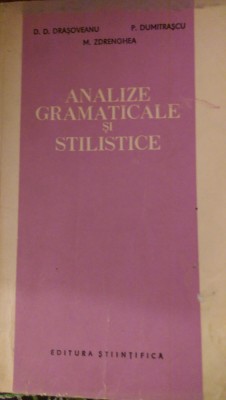 D. D. DRAȘOVEANU P. DUMITRAȘCU
M. ZDRENGHEA
ANALIZE
GRAMATICALE
ȘI
STILISTICE
EDITURA ȘTIINȚIFICĂ